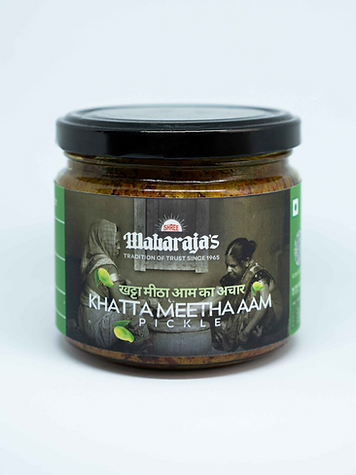 SHREE
Maharaja's
TRADITION OF TRUST SINCE 1965
खट्टा मीठा आम का अचार
KHATTA MEETHA AAM
PICKLE